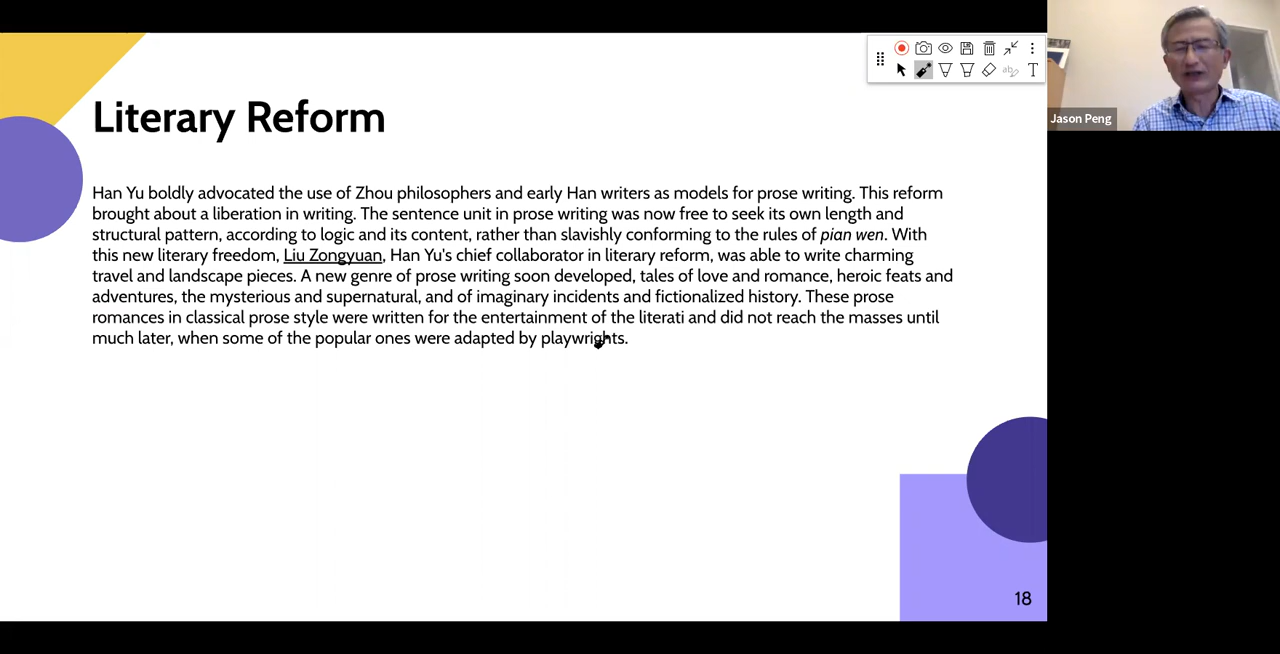 Literary Reform
Han Yu boldly advocated the use of Zhou philosophers and early Han writers as models for prose writing. This reform
brought about a liberation in writing. The sentence unit in prose writing was now free to seek its own length and
structural pattern, according to logic and its content, rather than slavishly conforming to the rules of pian wen. With
this new literary freedom, Liu Zongyuan, Han Yu's chief collaborator in literary reform, was able to write charming
travel and landscape pieces. A new genre of prose writing soon developed, tales of love and romance, heroic feats and
adventures, the mysterious and supernatural, and of imaginary incidents and fictionalized history. These prose
romances in classical prose style were written for the entertainment of the literati and did not reach the masses until
much later, when some of the popular ones were adapted by playwrights.
18
ab
T
Jason Peng